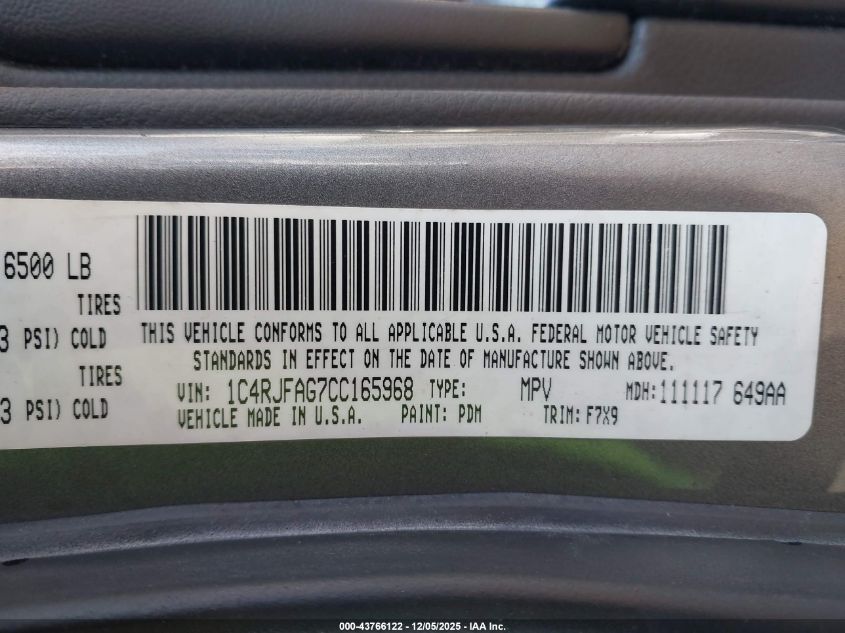 6500 LB
TIRES
3 PSI) COLD
TIRES
3 PSI) COLD
THIS VEHICLE CONFORMS TO ALL APPLICABLE U.S.A. FEDERAL MOTOR VEHICLE SAFETY
STANDARDS IN EFFECT ON THE DATE OF MANUFACTURE SHOWN ABOVE.
VIN: 1C4RJFAG7CC165968 TYPE: MPV MDH:111117 649AA
VEHICLE MADE IN U.S.A. PAINT: PDM TRIM:F7X9
000-43766122 - 12/05/2025 - IAA Inc.